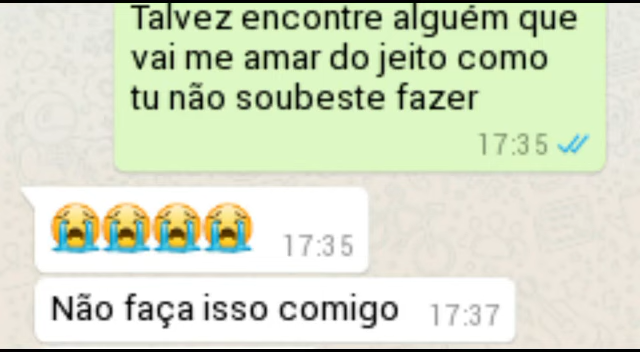 Talvez encontre alguém que
vai me amar do jeito como
tu não soubeste fazer
17:35
😭😭😭😭 17:35
Não faça isso comigo 17:37